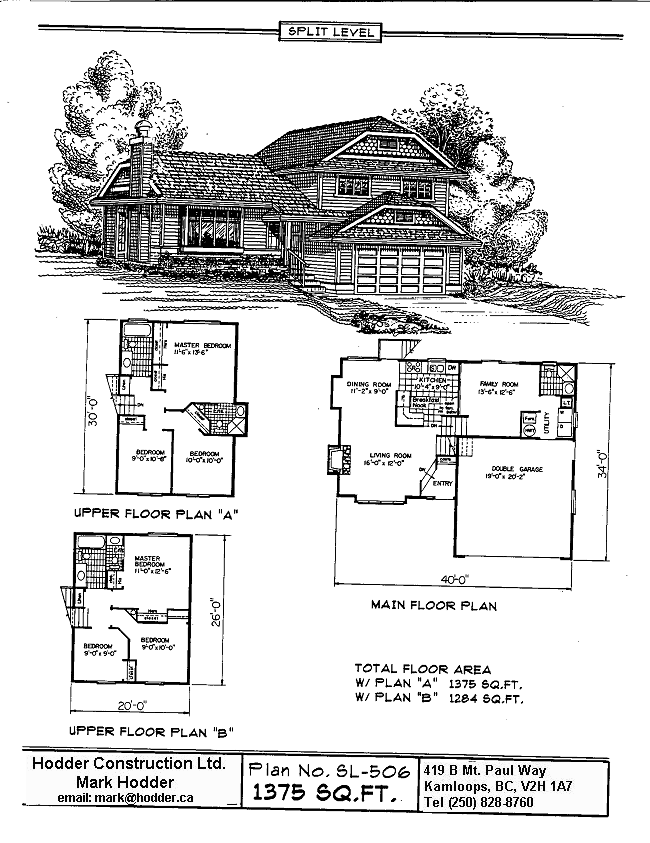 SPLIT LEVEL
MASTER BEDROOM
11'-6" x 13'-6"
30'-0"
BEDROOM
9'-0" x 10'-8"
BEDROOM
10'-0" x 10'-0"
UPPER FLOOR PLAN "A"
DINING ROOM
11'-2" x 9'-0"
KITCHEN
10'-4" x 9'-0"
Breakfast
Nook
DN
FAMILY ROOM
13'-6" x 12'-6"
UTILITY
LIVING ROOM
16'-0" x 12'-0"
ENTRY
DOUBLE GARAGE
19'-0" x 20'-2"
34'-0"
40'-0"
MAIN FLOOR PLAN
MASTER
BEDROOM
11'-0" x 12'-6"
26'-0"
BEDROOM
9'-0" x 9'-0"
BEDROOM
9'-0" x 10'-0"
20'-0"
UPPER FLOOR PLAN "B"
TOTAL FLOOR AREA
W/ PLAN "A" 1375 SQ.FT.
W/ PLAN "B" 1284 SQ.FT.
Hodder Construction Ltd.
Mark Hodder
email: mark@hodder.ca
Plan No. SL-506
1375 SQ.FT.
419 B Mt. Paul Way
Kamloops, BC, V2H 1A7
Tel (250) 828-8760